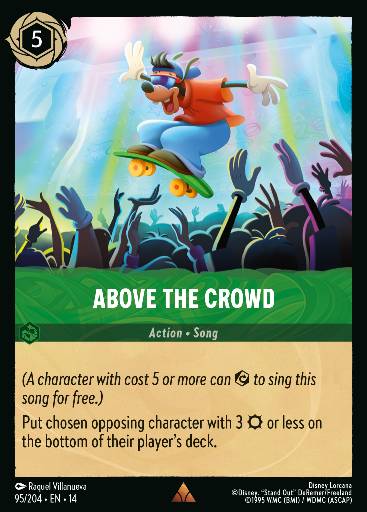 5
ABOVE THE CROWD
Action • Song
(A character with cost 5 or more can to sing this
song for free.)
Put chosen opposing character with 3 or less on
the bottom of their player's deck.
Raquel Villanueva
95/204 • EN • 14
Disney Lorcana
©Disney. "Stand Out" DeRemer/Freeland
©1995 WMC (BMI) / WDMC (ASCAP)